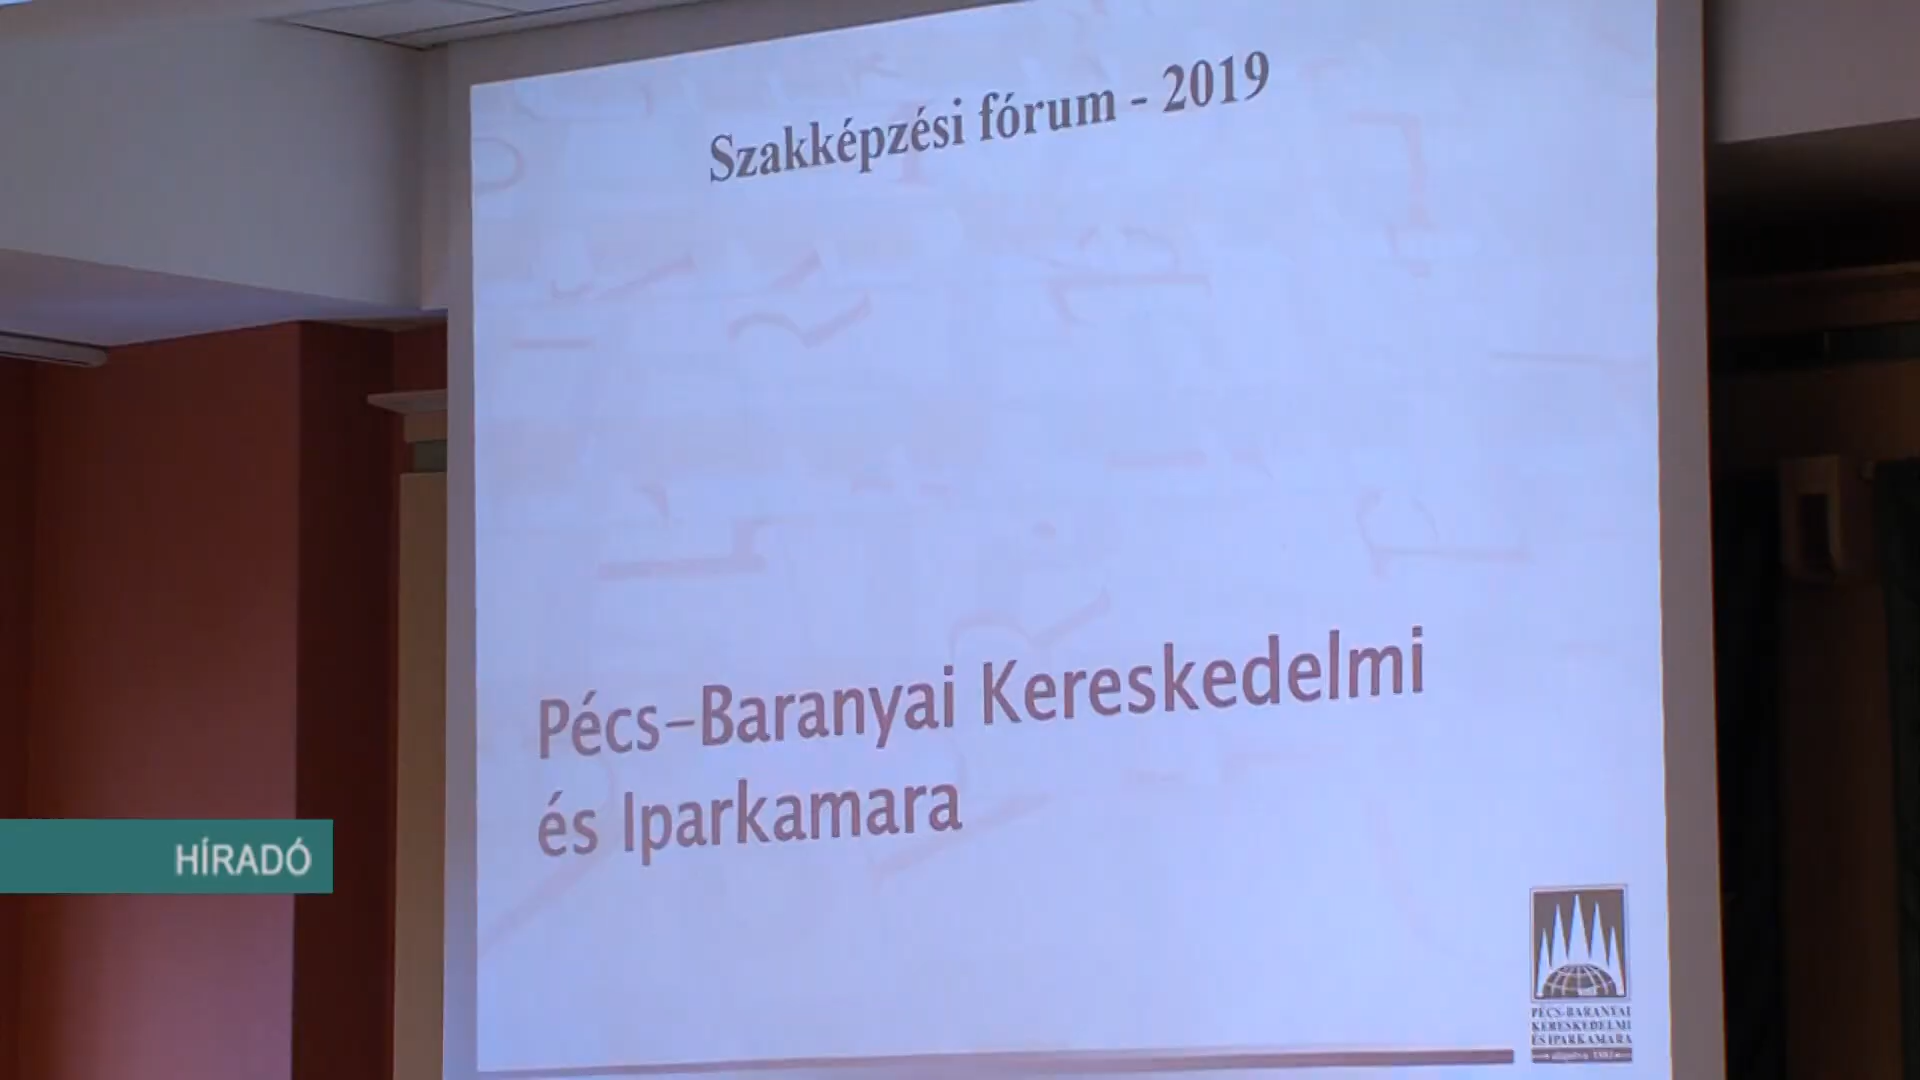 Szakképzési fórum - 2019
Pécs-Baranyai Kereskedelmi
és Iparkamara
HÍRADÓ
PÉCS-BARANYAI
KERESKEDELMI
ÉS IPARKAMARA